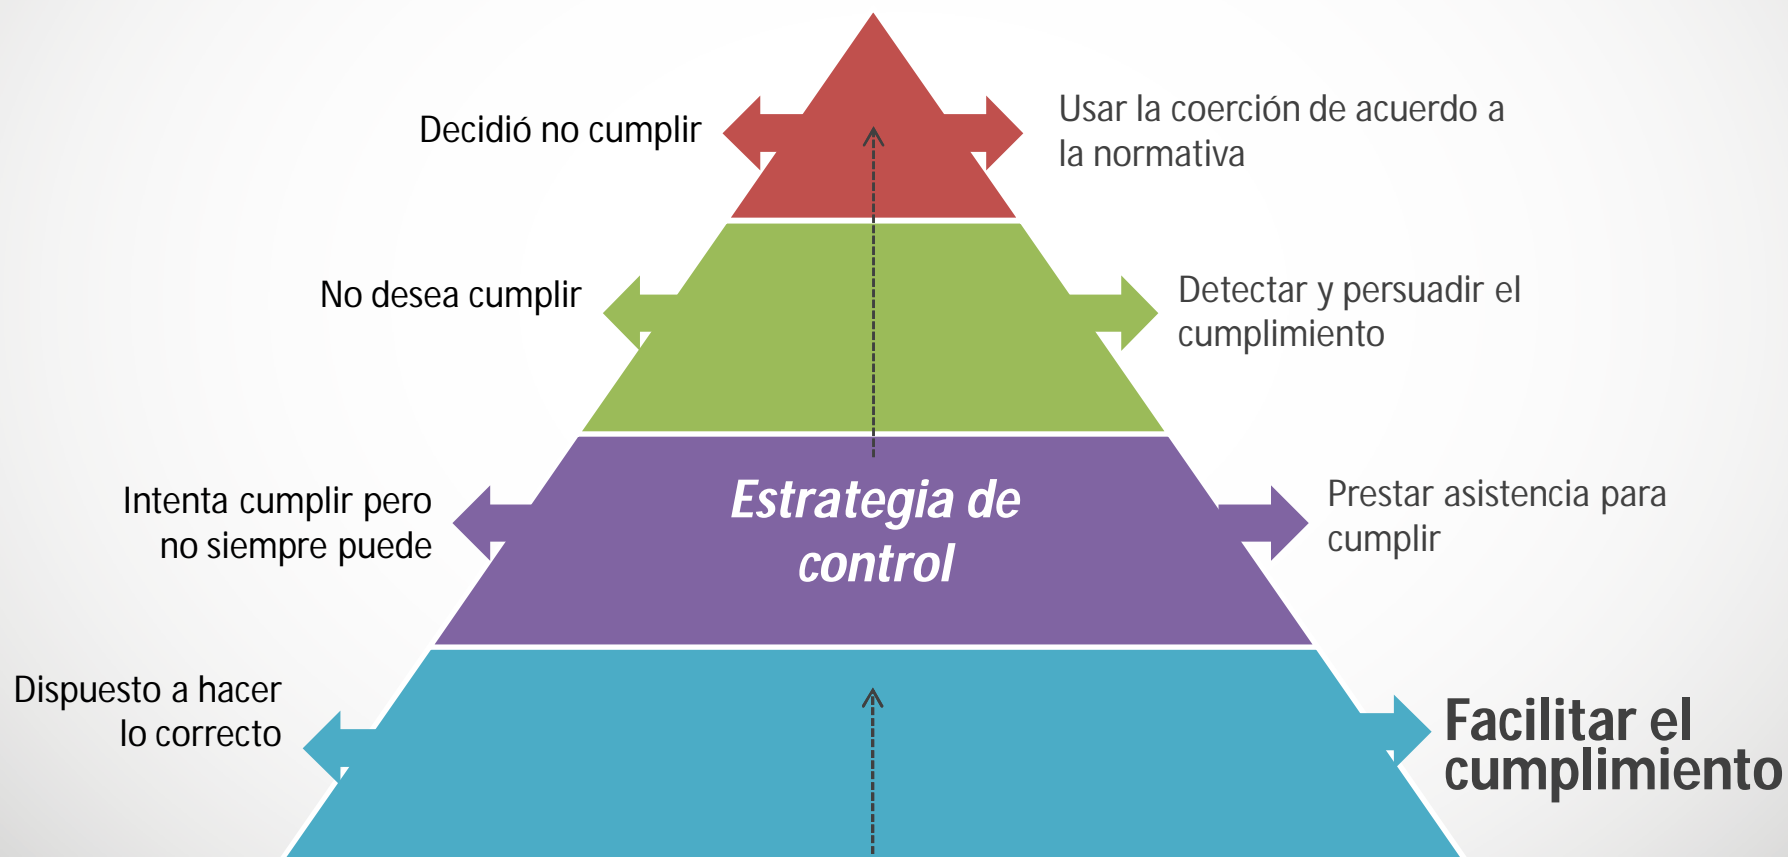 Decidió no cumplir
Usar la coerción de acuerdo a
la normativa
No desea cumplir
Detectar y persuadir el
cumplimiento
Intenta cumplir pero
no siempre puede
Estrategia de
control
Prestar asistencia para
cumplir
Dispuesto a hacer
lo correcto
Facilitar el
cumplimiento